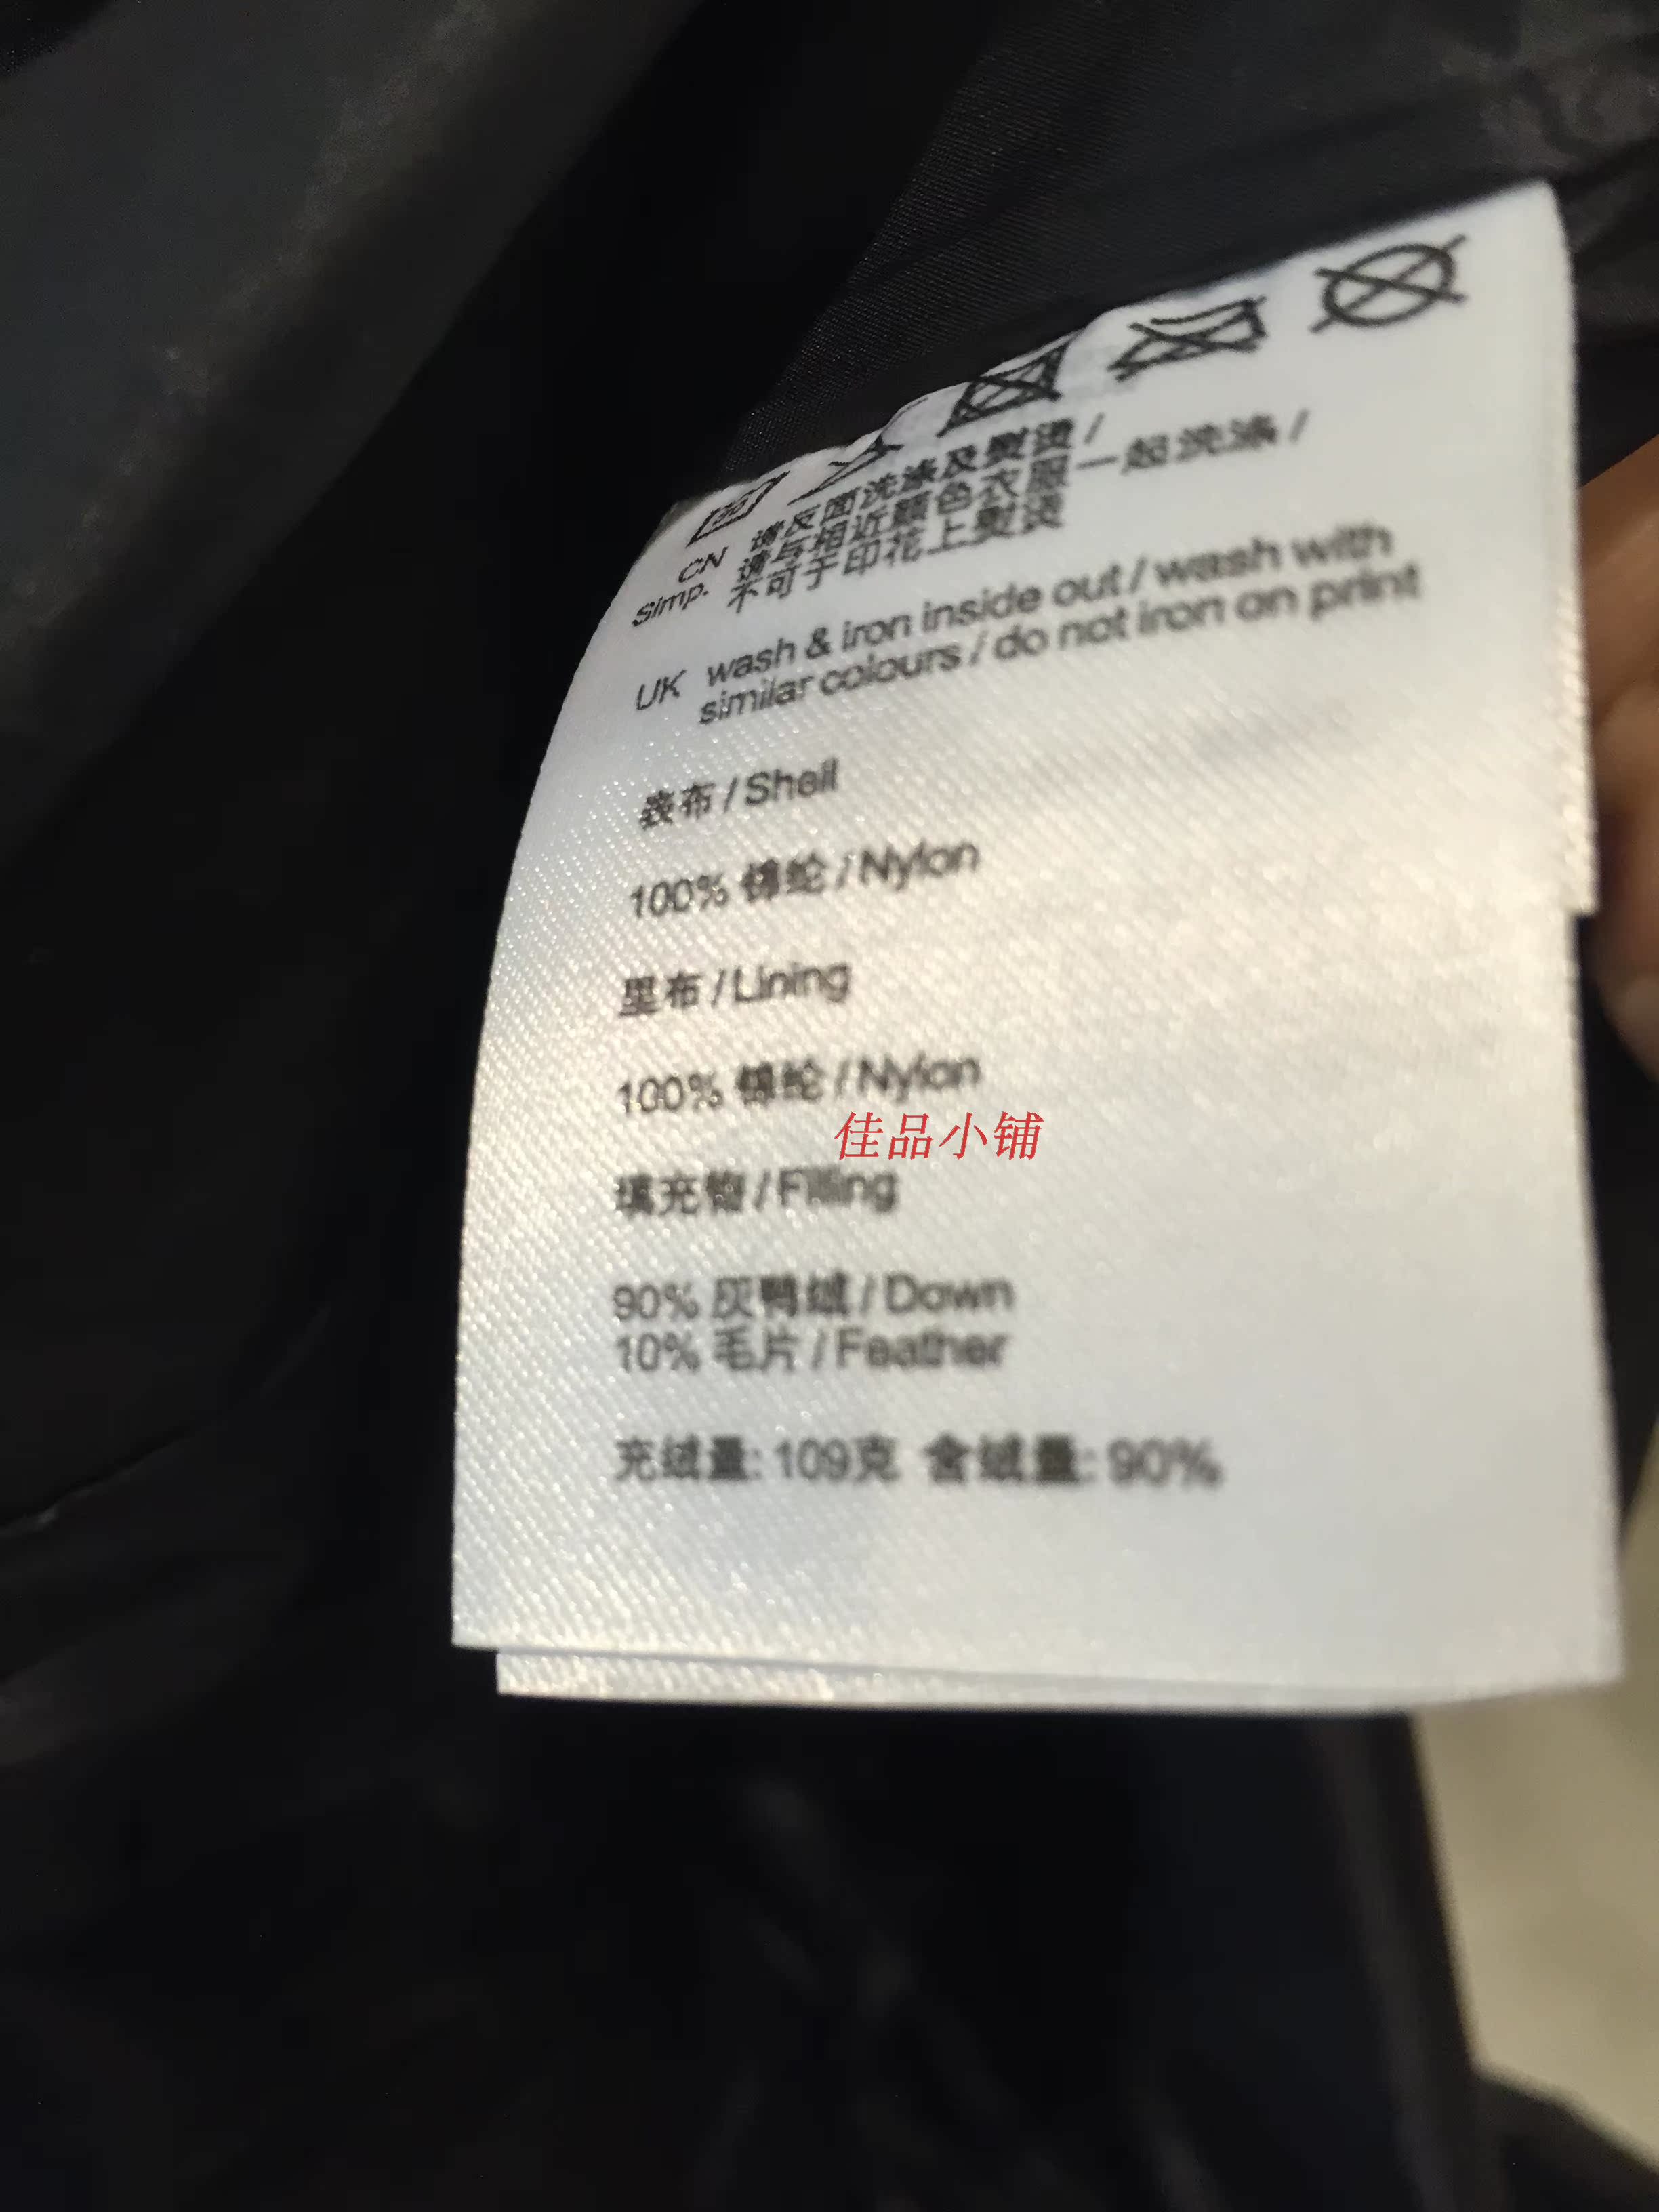 CN 请反面洗涤及熨烫 /
Simp. 请与相近颜色衣服一起洗涤 /
不可于印花上熨烫
UK wash & iron inside out / wash with
similar colours / do not iron on print
表布 / Shell
100% 锦纶 / Nylon
里布 / Lining
100% 锦纶 / Nylon
佳品小铺
填充物 / Filling
90% 灰鸭绒 / Down
10% 毛片 / Feather
充绒量: 109克 含绒量: 90%